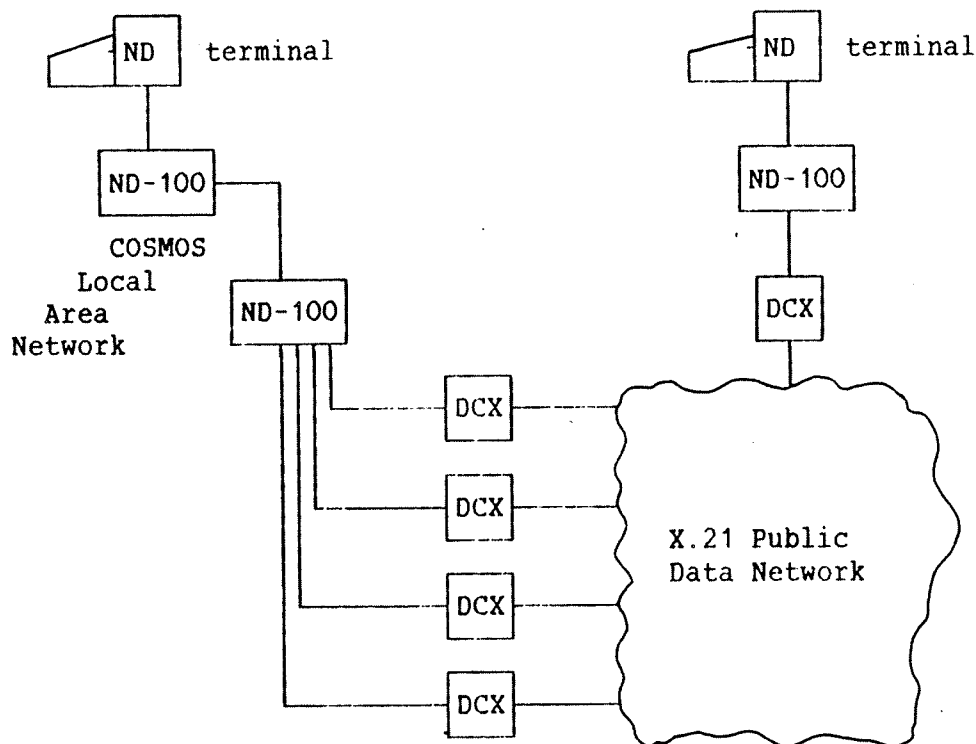 ND terminal
ND terminal
ND-100
ND-100
COSMOS
Local
Area
Network
ND-100
DCX
DCX
DCX
DCX
DCX
X.21 Public
Data Network